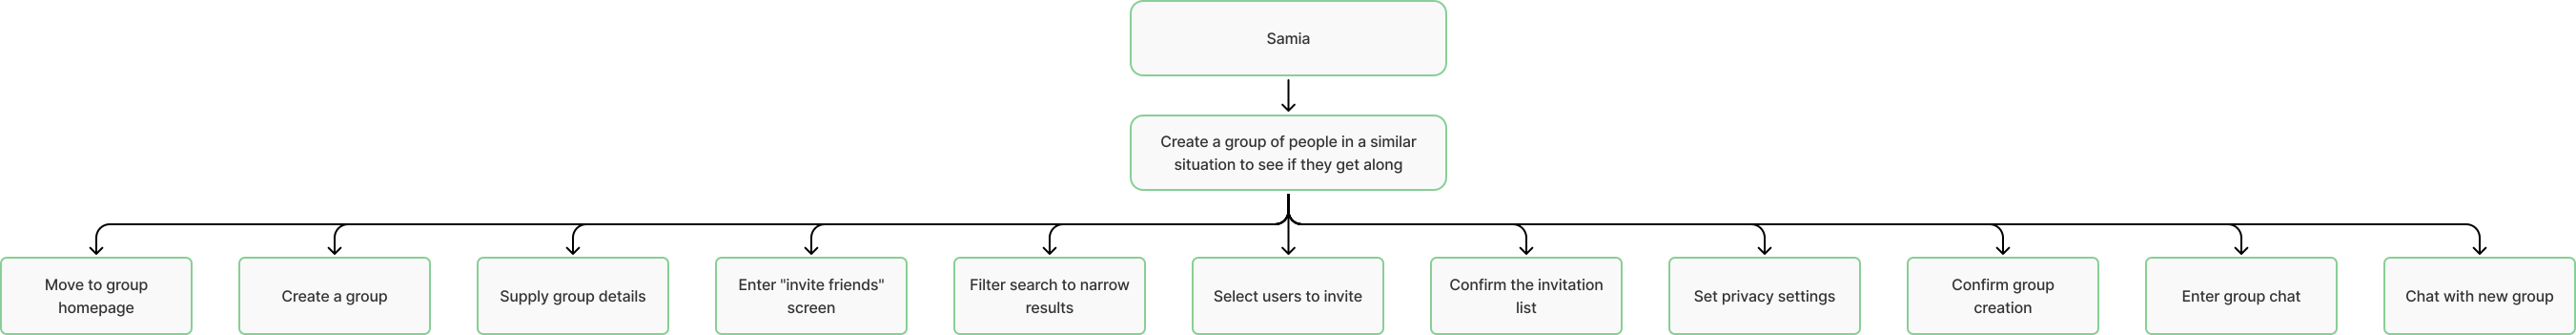 Samia
Create a group of people in a similar
situation to see if they get along
Move to group
homepage
Create a group
Supply group details
Enter "invite friends"
screen
Filter search to narrow
results
Select users to invite
Confirm the invitation
list
Set privacy settings
Confirm group
creation
Enter group chat
Chat with new group